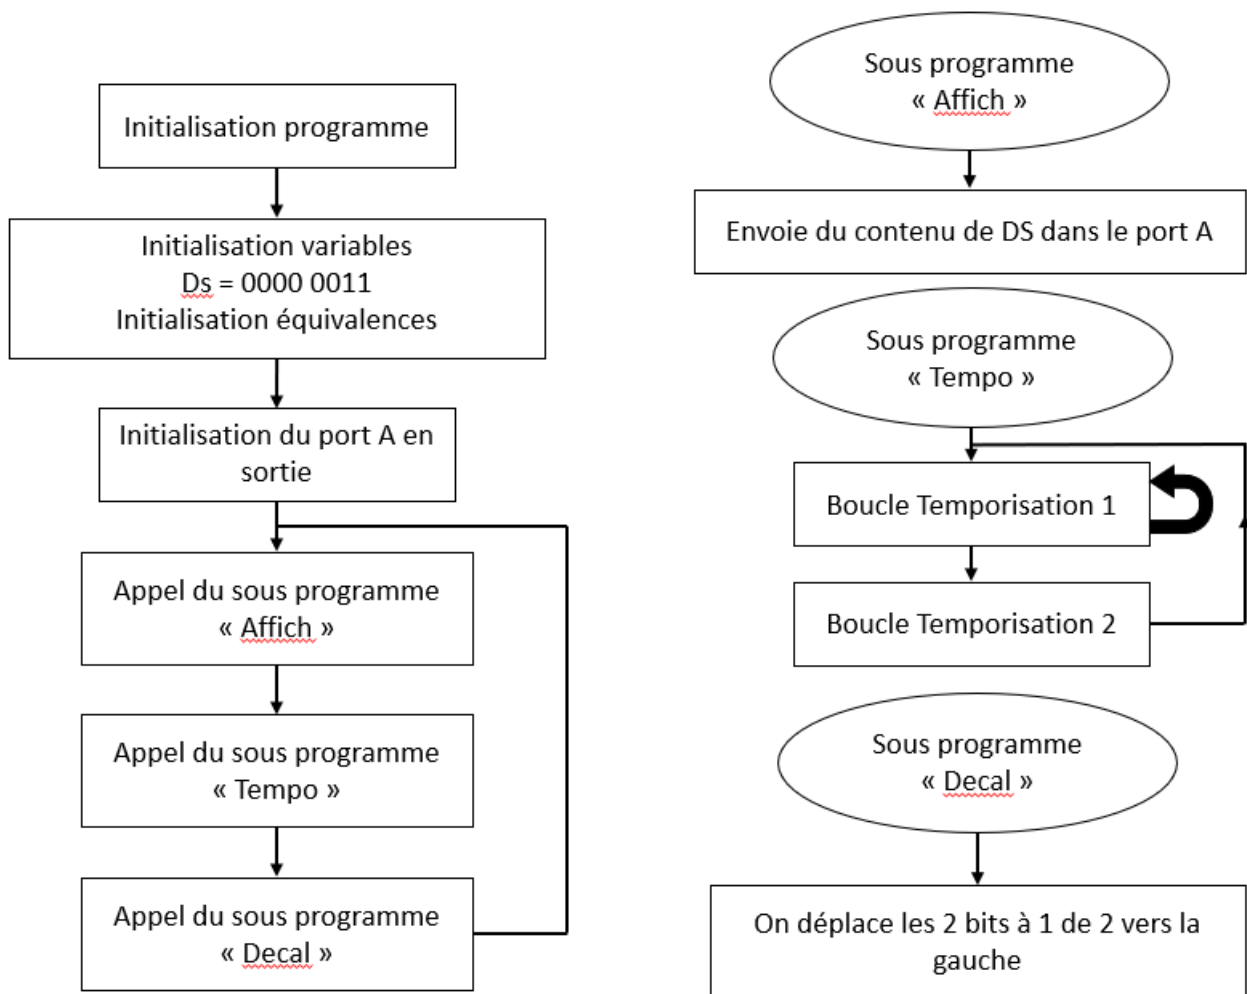 Initialisation programme
Initialisation variables
Ds = 0000 0011
Initialisation équivalences
Initialisation du port A en
sortie
Appel du sous programme
« Affich »
Appel du sous programme
« Tempo »
Appel du sous programme
« Decal »
Sous programme
« Affich »
Envoie du contenu de DS dans le port A
Sous programme
« Tempo »
Boucle Temporisation 1
Boucle Temporisation 2
Sous programme
« Decal »
On déplace les 2 bits à 1 de 2 vers la
gauche